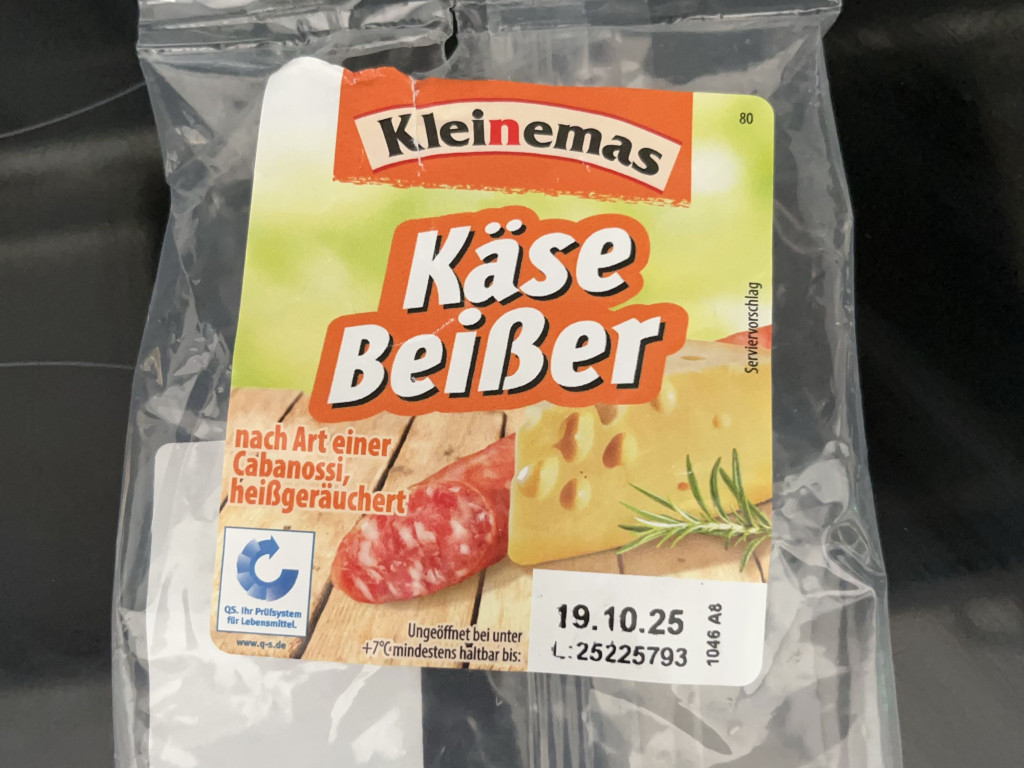 Kleinemas
80
Käse
Beißer
Serviervorschlag
nach Art einer
Cabanossi,
heißgeräuchert
QS. Ihr Prüfsystem
für Lebensmittel.
www.q-s.de
Ungeöffnet bei unter
+7°C mindestens haltbar bis:
19.10.25
L:25225793
1046 A8